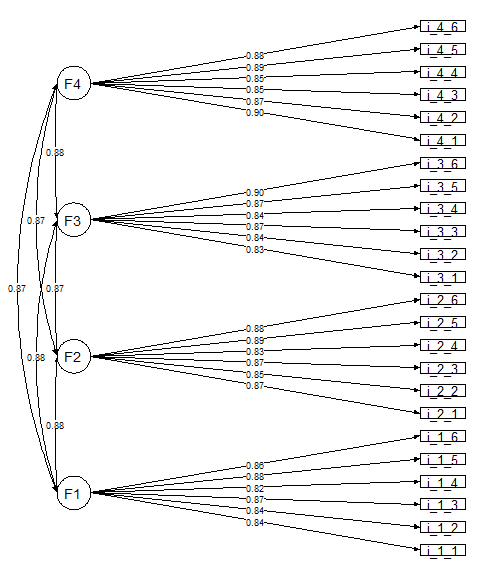 i_4_6
0.88
i_4_5
0.89
i_4_4
0.85
F4
i_4_3
0.85
i_4_2
0.87
i_4_1
0.90
0.88
i_3_6
0.90
i_3_5
0.87
i_3_4
0.84
F3
0.87
i_3_3
0.87
i_3_2
0.84
i_3_1
0.83
0.87
0.87
i_2_6
0.88
i_2_5
0.89
i_2_4
0.83
F2
0.88
i_2_3
0.87
i_2_2
0.85
i_2_1
0.87
0.88
i_1_6
0.86
i_1_5
0.88
i_1_4
0.82
F1
i_1_3
0.87
i_1_2
0.84
i_1_1
0.84